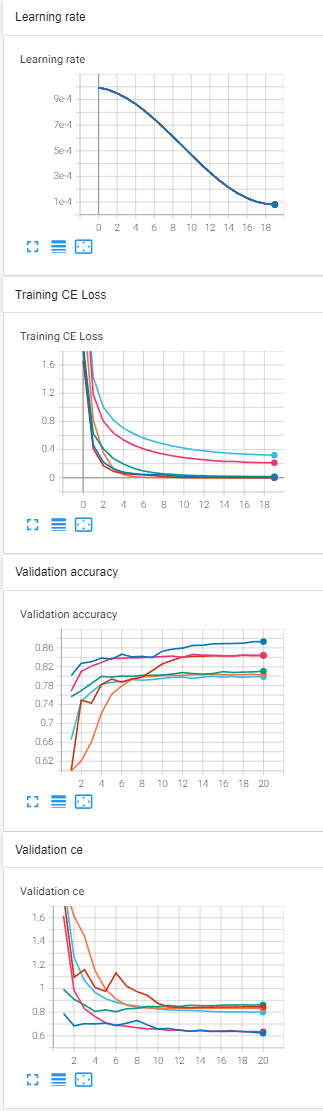 Learning rate
Learning rate
9e-4
7e-4
5e-4
3e-4
1e-4
0 2 4 6 8 10 12 14 16 18
Training CE Loss
Training CE Loss
1.6
1.2
0.8
0.4
0
0 2 4 6 8 10 12 14 16 18
Validation accuracy
Validation accuracy
0.86
0.82
0.78
0.74
0.7
0.66
0.62
2 4 6 8 10 12 14 16 18 20
Validation ce
Validation ce
1.6
1.4
1.2
1
0.8
0.6
2 4 6 8 10 12 14 16 18 20